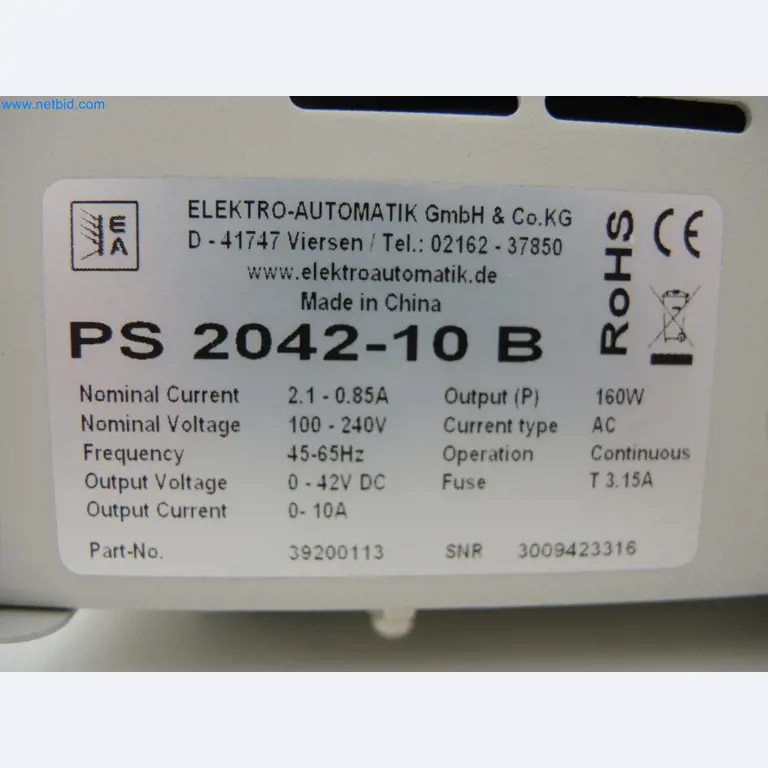 www.netbid.com
EA
ELEKTRO-AUTOMATIK GmbH & Co.KG
D - 41747 Viersen / Tel.: 02162 - 37850
www.elektroautomatik.de
Made in China
RoHS
CE
PS 2042-10 B
Nominal Current 2.1 - 0.85A Output (P) 160W
Nominal Voltage 100 - 240V Current type AC
Frequency 45-65Hz Operation Continuous
Output Voltage 0 - 42V DC Fuse T 3.15A
Output Current 0- 10A
Part-No. 39200113 SNR 3009423316